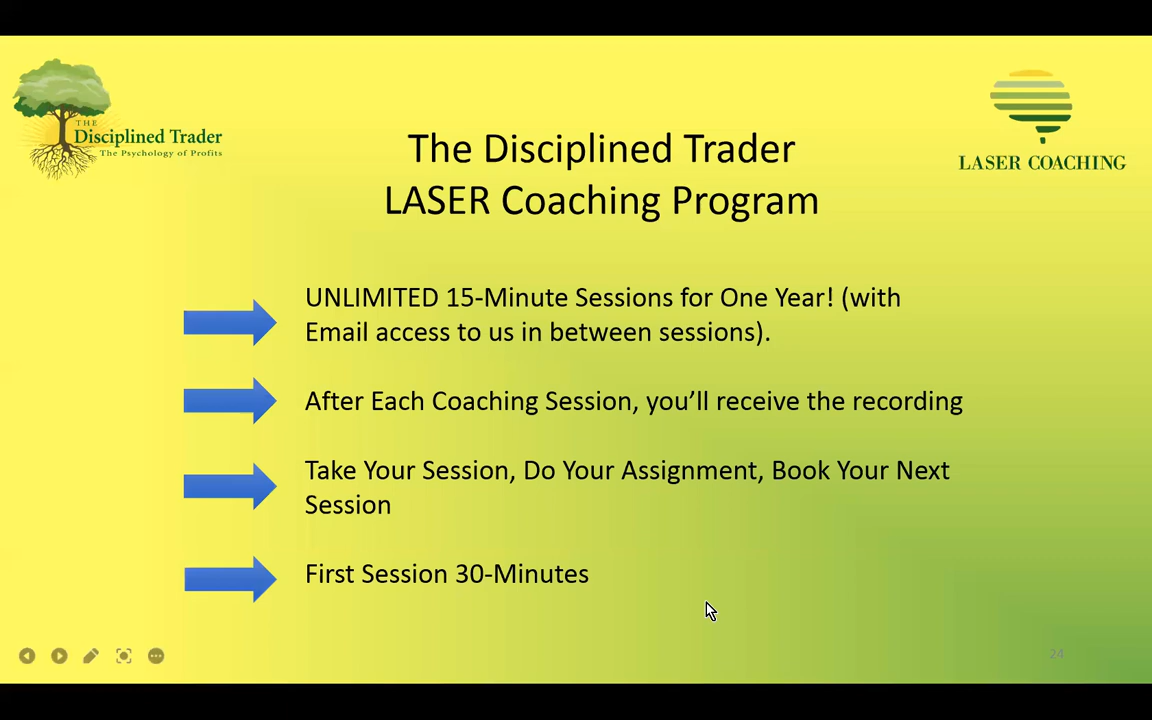 THE
Disciplined Trader
The Psychology of Profits
LASER COACHING
The Disciplined Trader
LASER Coaching Program
UNLIMITED 15-Minute Sessions for One Year! (with
Email access to us in between sessions).
After Each Coaching Session, you’ll receive the recording
Take Your Session, Do Your Assignment, Book Your Next
Session
First Session 30-Minutes
24